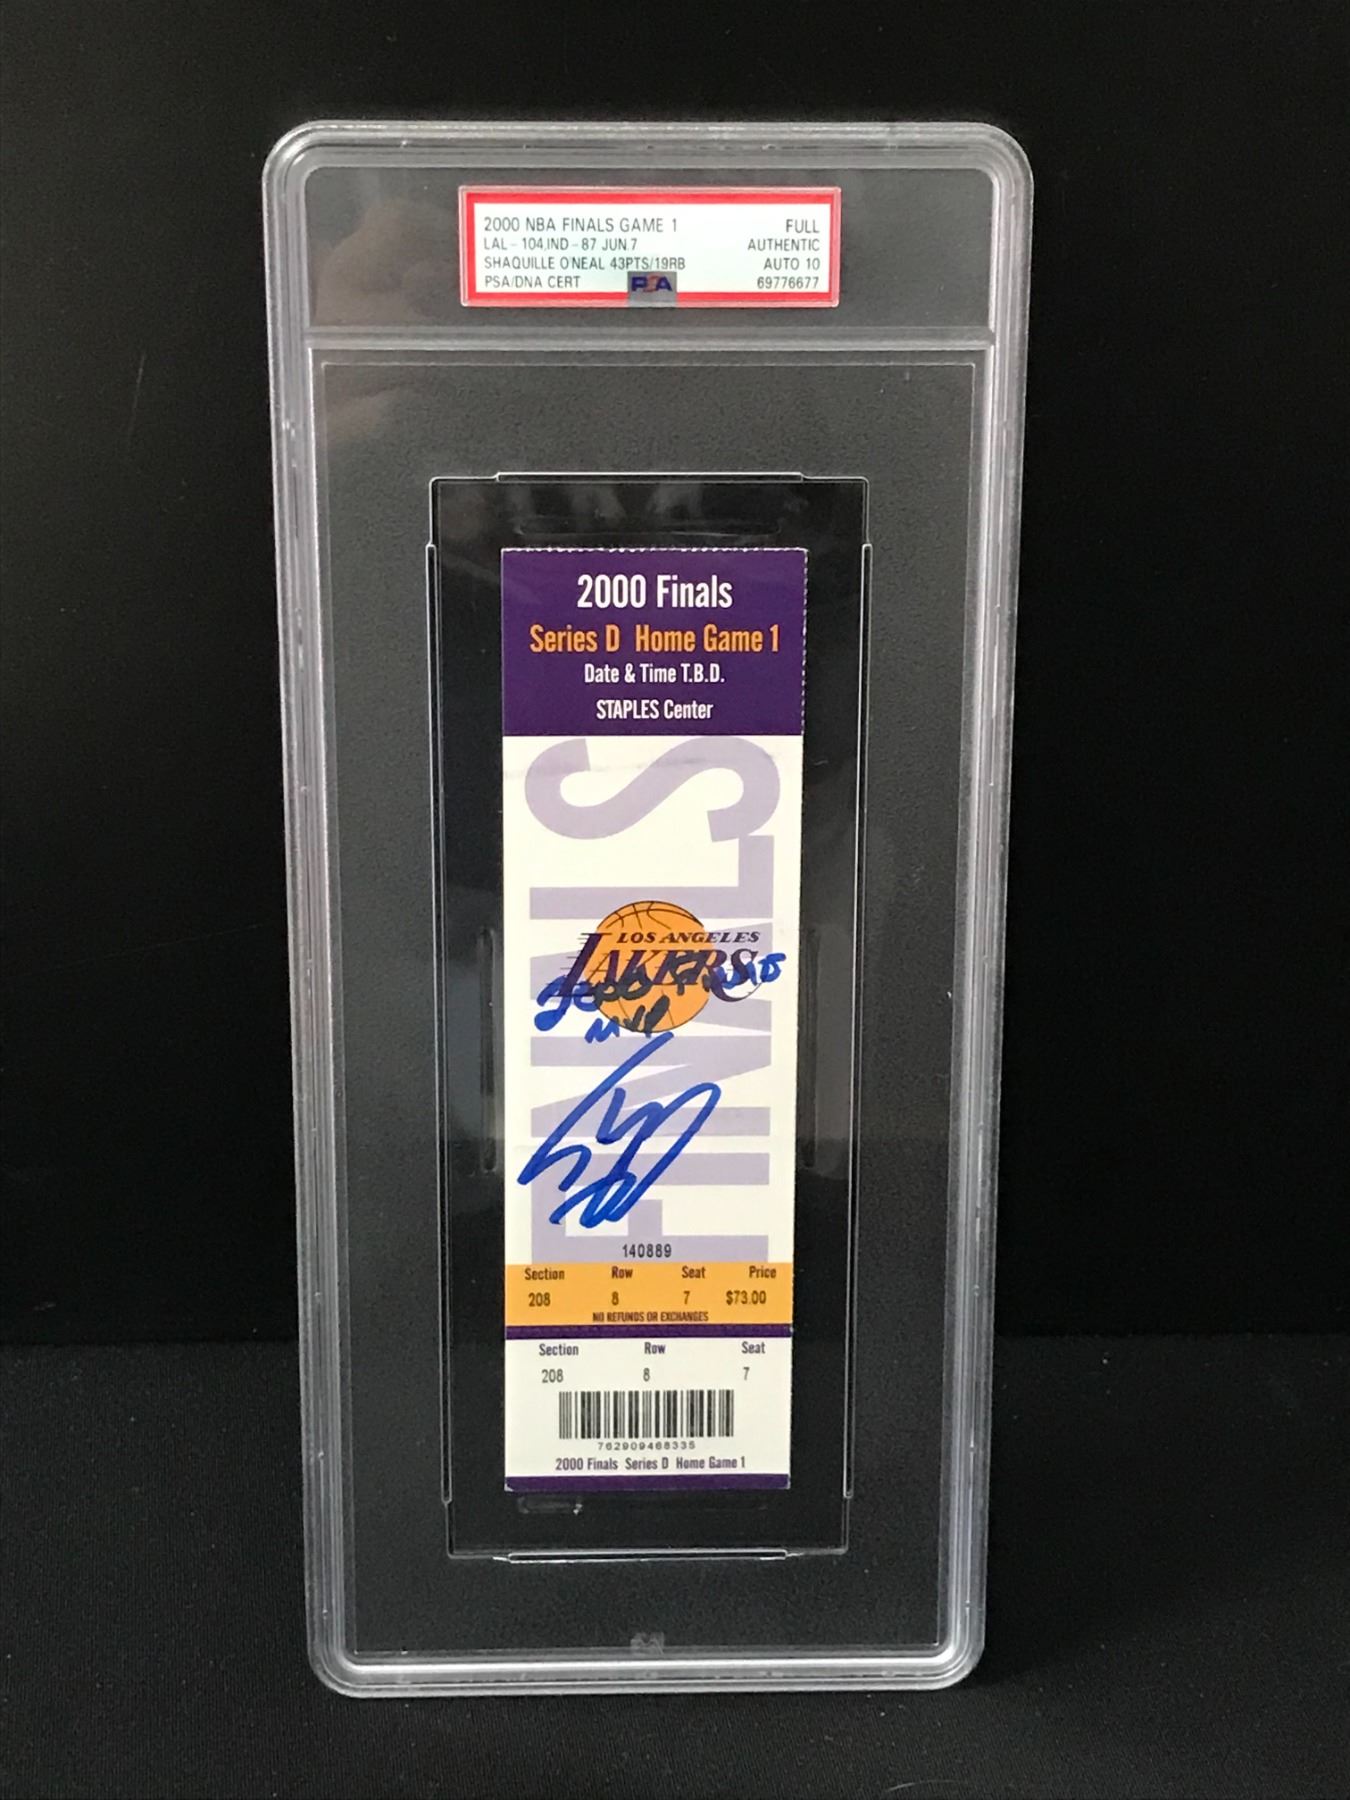 2000 NBA FINALS GAME 1 FULL
LAL - 104,IND - 87 JUN.7 AUTHENTIC
SHAQUILLE O'NEAL 43PTS/19RB AUTO 10
PSA/DNA CERT PSA 69776677
2000 Finals
Series D Home Game 1
Date & Time T.B.D.
STAPLES Center
FINALS
LOS ANGELES
LAKERS
2000 Finals
MVP
140889
Section Row Seat Price
208 8 7 $73.00
NO REFUNDS OR EXCHANGES
Section Row Seat
208 8 7
762909468335
2000 Finals Series D Home Game 1